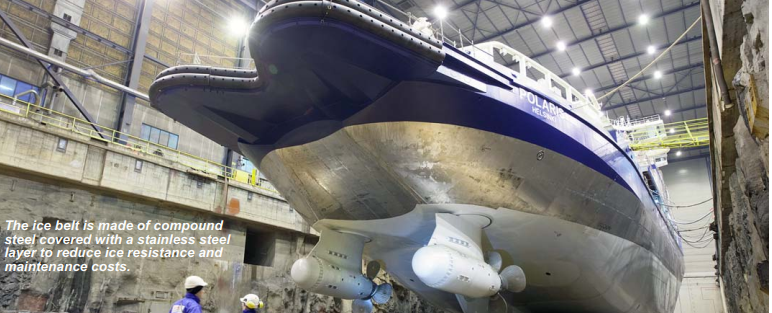 POLARIS
HELSINKI
The ice belt is made of compound
steel covered with a stainless steel
layer to reduce ice resistance and
maintenance costs.